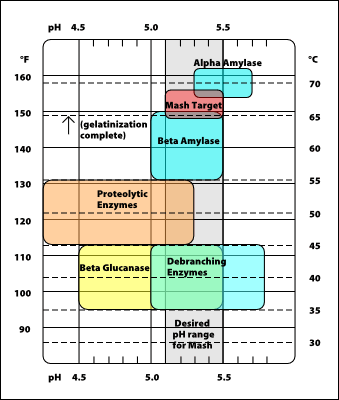 pH 4.5 5.0 5.5
°F °C
Alpha Amylase
160
70
Mash Target
150
65
(gelatinization
complete)
Beta Amylase
140
60
130
55
Proteolytic
Enzymes
50
120
45
Beta Glucanase
Debranching
Enzymes
110
40
100
35
Desired
pH range
for Mash
90
30
pH 4.5 5.0 5.5